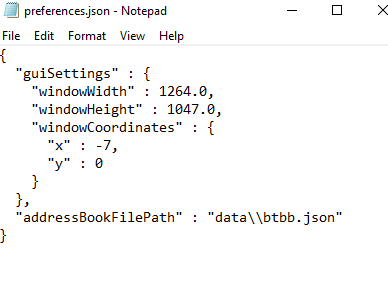 preferences.json - Notepad
File Edit Format View Help
{
  "guiSettings" : {
    "windowWidth" : 1264.0,
    "windowHeight" : 1047.0,
    "windowCoordinates" : {
      "x" : -7,
      "y" : 0
    }
  },
  "addressBookFilePath" : "data\\btbb.json"
}